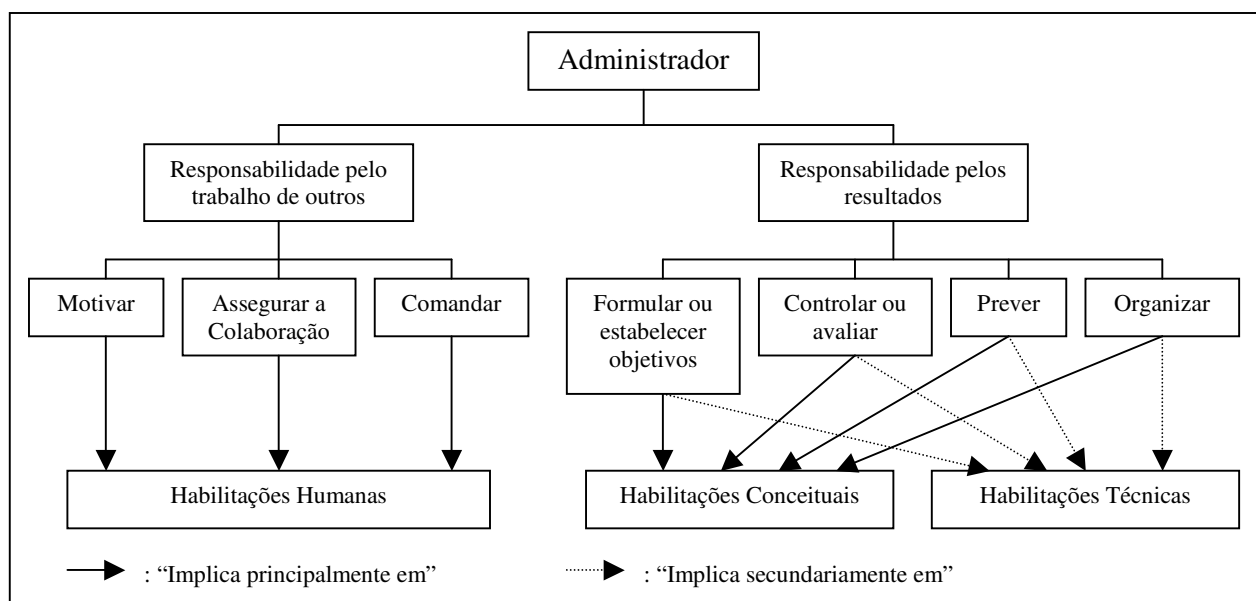 Administrador
Responsabilidade pelo
trabalho de outros
Responsabilidade pelos
resultados
Motivar
Assegurar a
Colaboração
Comandar
Formular ou
estabelecer
objetivos
Controlar ou
avaliar
Prever
Organizar
Habilitações Humanas
Habilitações Conceituais
Habilitações Técnicas
: “Implica principalmente em”
: “Implica secundariamente em”